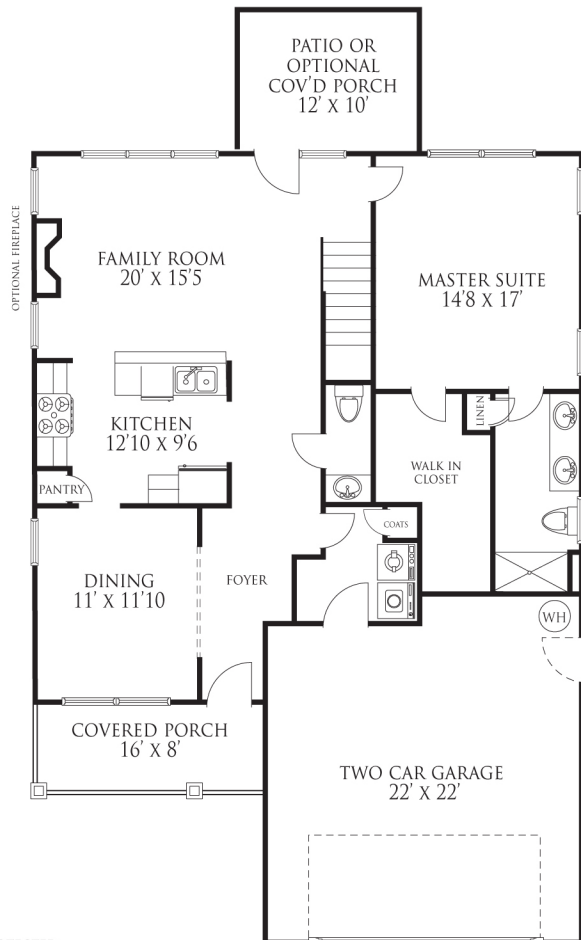 PATIO OR
OPTIONAL
COV'D PORCH
12' X 10'
OPTIONAL FIREPLACE
FAMILY ROOM
20' X 15'5
MASTER SUITE
14'8 X 17'
KITCHEN
12'10 X 9'6
LINEN
WALK IN
CLOSET
PANTRY
COATS
DINING
11' X 11'10
FOYER
WH
COVERED PORCH
16' X 8'
TWO CAR GARAGE
22' X 22'